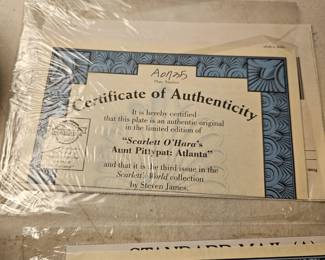 A0725
Plate Number
Certificate of Authenticity
It is hereby certified
that this plate is an authentic original
in the limited edition of
"Scarlett O'Hara's
Aunt Pittypat: Atlanta"
and that it is the third issue in the
Scarlett's World collection
by Steven James.
STANDARD MAIL (A)